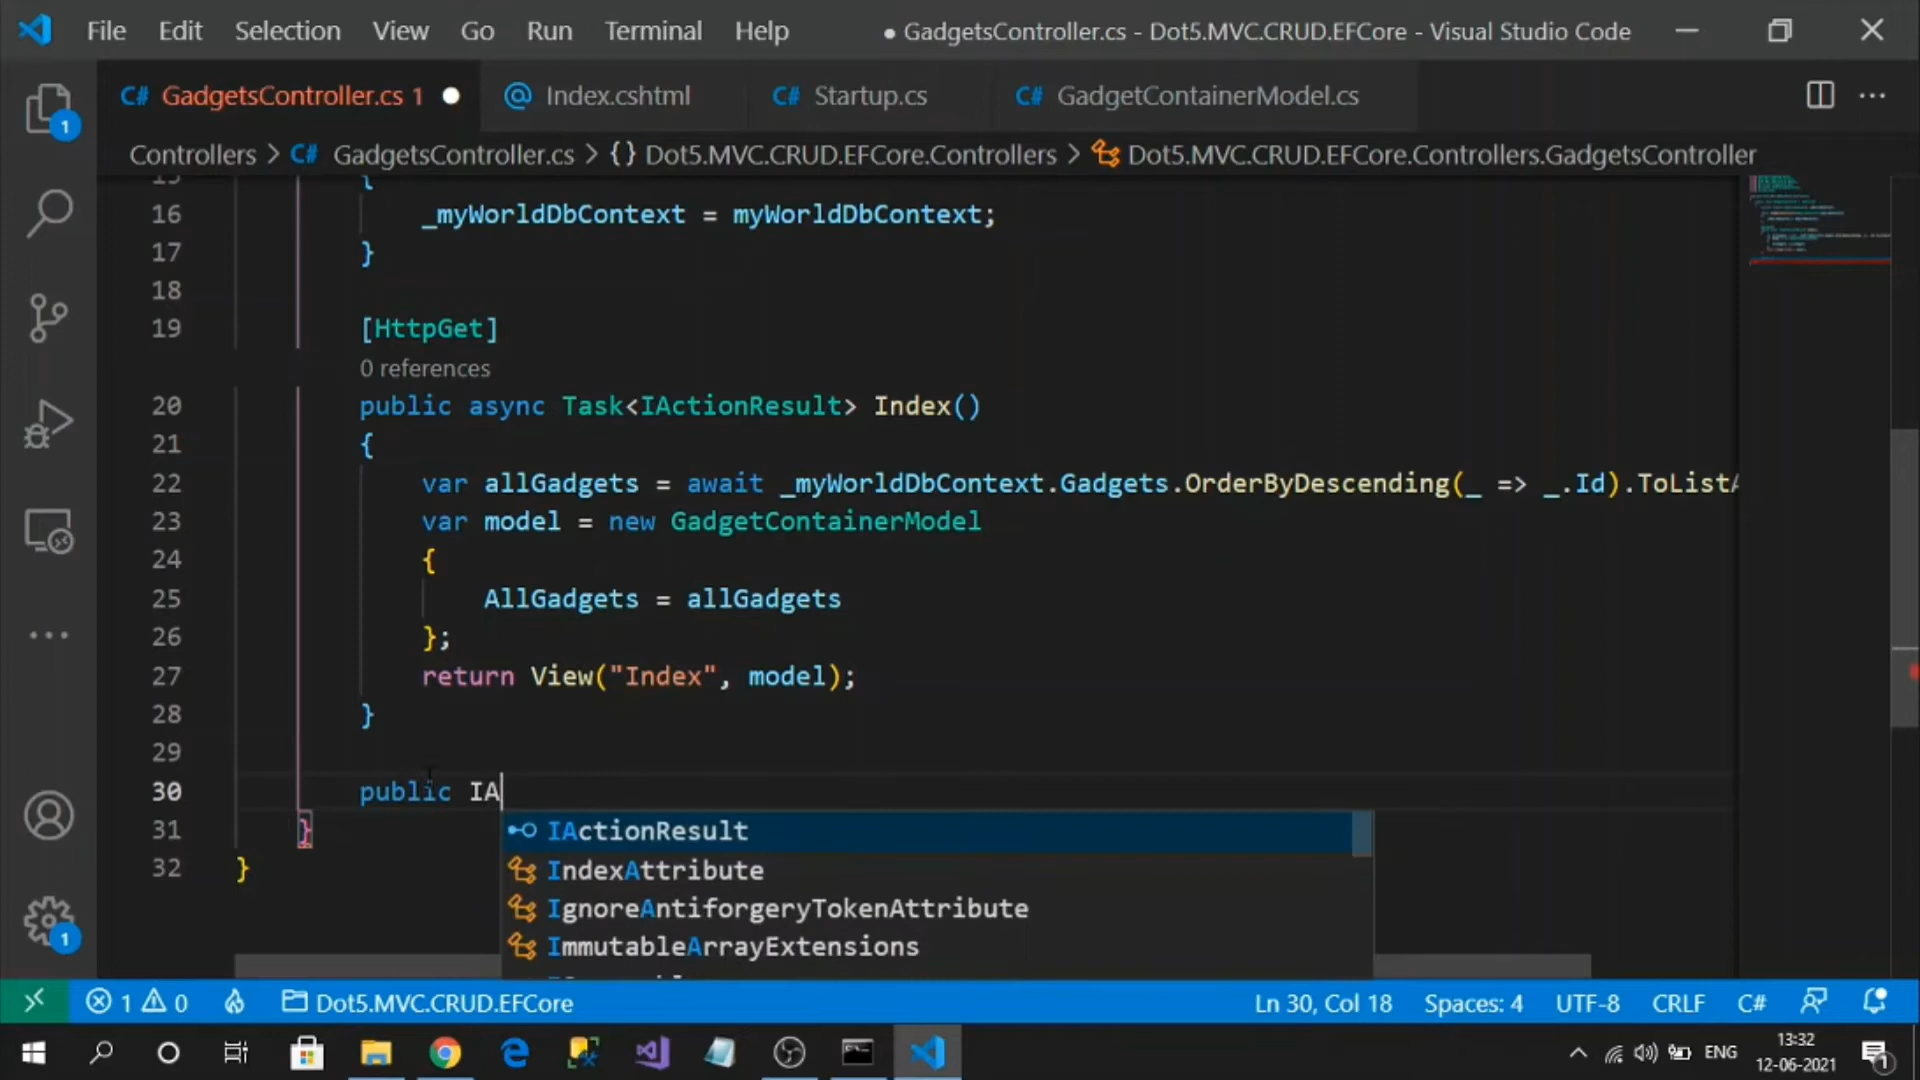 File Edit Selection View Go Run Terminal Help ● GadgetsController.cs - Dot5.MVC.CRUD.EFCore - Visual Studio Code
C# GadgetsController.cs 1 Index.cshtml C# Startup.cs C# GadgetContainerModel.cs
Controllers > C# GadgetsController.cs > {} Dot5.MVC.CRUD.EFCore.Controllers > Dot5.MVC.CRUD.EFCore.Controllers.GadgetsController
15 {
16 _myWorldDbContext = myWorldDbContext;
17 }
18
19 [HttpGet]
0 references
20 public async Task<IActionResult> Index()
21 {
22 var allGadgets = await _myWorldDbContext.Gadgets.OrderByDescending(_ => _.Id).ToListA
23 var model = new GadgetContainerModel
24 {
25 AllGadgets = allGadgets
26 };
27 return View("Index", model);
28 }
29
30 public IA
31 }
32 }
IActionResult
IndexAttribute
IgnoreAntiforgeryTokenAttribute
ImmutableArrayExtensions
1
1
1 0 Dot5.MVC.CRUD.EFCore Ln 30, Col 18 Spaces: 4 UTF-8 CRLF C#
ENG 13:32
12-06-2021
1